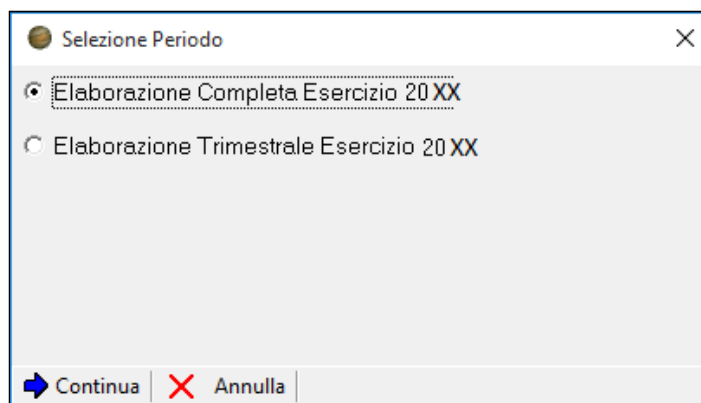 Selezione Periodo
Elaborazione Completa Esercizio 20XX
Elaborazione Trimestrale Esercizio 20XX
Continua Annulla